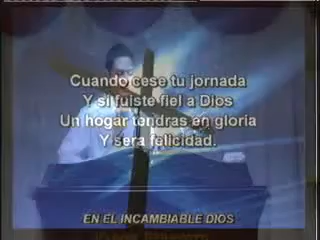 Cuando cese tu jornada
Y si fuiste fiel a Dios
Un hogar tendras en gloria
Y sera felicidad.
EN EL INCAMBIABLE DIOS